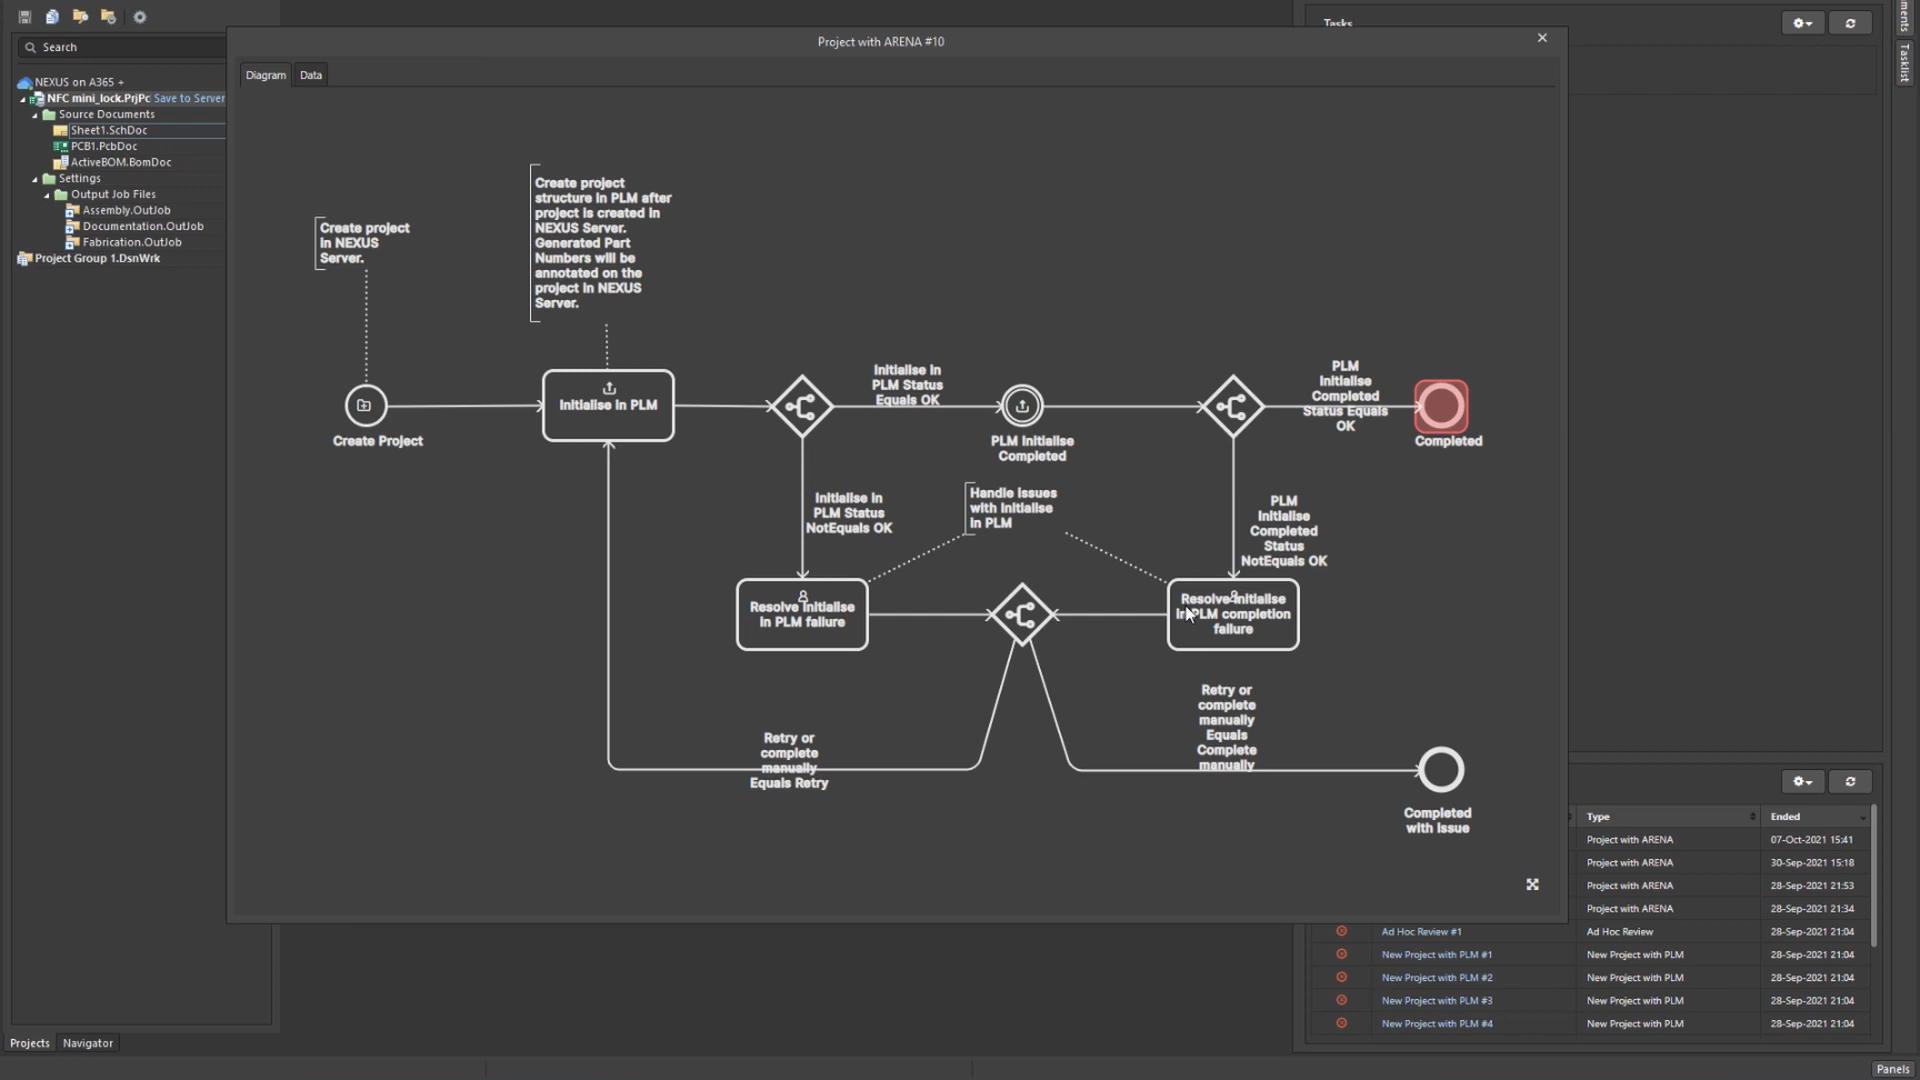 Search
NEXUS on A365 +
NFC mini_lock.PrjPc Save to Server
Source Documents
Sheet1.SchDoc
PCB1.PcbDoc
ActiveBOM.BomDoc
Settings
Output Job Files
Assembly.OutJob
Documentation.OutJob
Fabrication.OutJob
Project Group 1.DsnWrk
Projects
Navigator
Project with ARENA #10
Diagram
Data
Create project
in NEXUS
Server.
Create project
structure in PLM after
project is created in
NEXUS Server.
Generated Part
Numbers will be
annotated on the
project in NEXUS
Server.
Create Project
Initialise in PLM
Initialise in
PLM Status
Equals OK
PLM Initialise
Completed
PLM
Initialise
Completed
Status Equals
OK
Completed
Initialise in
PLM Status
NotEquals OK
Handle issues
with Initialise
in PLM
PLM
Initialise
Completed
Status
NotEquals OK
Resolve Initialise
in PLM failure
Resolve Initialise
in PLM completion
failure
Retry or
complete
manually
Equals Retry
Retry or
complete
manually
Equals
Complete
manually
Completed
with Issue
Tasks
Tasklist
Type Ended
Project with ARENA 07-Oct-2021 15:41
Project with ARENA 30-Sep-2021 15:18
Project with ARENA 28-Sep-2021 21:53
Project with ARENA 28-Sep-2021 21:34
Ad Hoc Review #1 Ad Hoc Review 28-Sep-2021 21:04
New Project with PLM #1 New Project with PLM 28-Sep-2021 21:04
New Project with PLM #2 New Project with PLM 28-Sep-2021 21:04
New Project with PLM #3 New Project with PLM 28-Sep-2021 21:04
New Project with PLM #4 New Project with PLM 28-Sep-2021 21:04
Panels